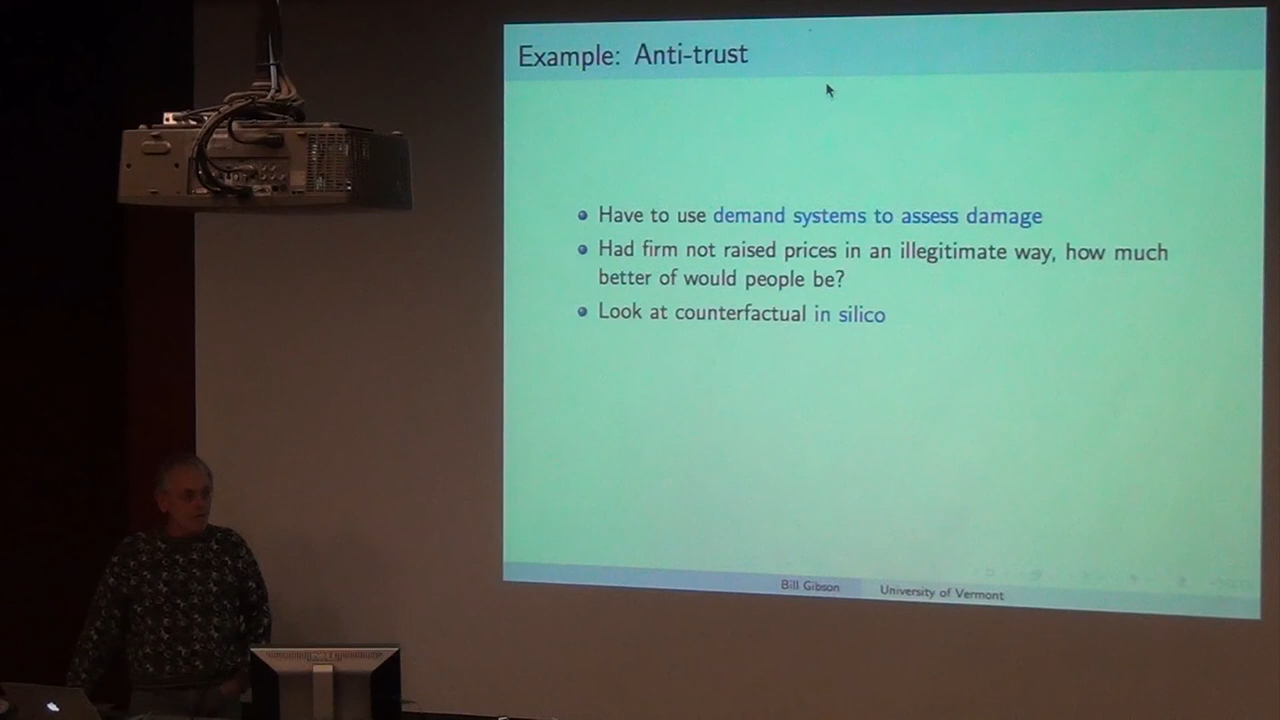 Example: Anti-trust
Have to use demand systems to assess damage
Had firm not raised prices in an illegitimate way, how much
better of would people be?
Look at counterfactual in silico
Bill Gibson
University of Vermont